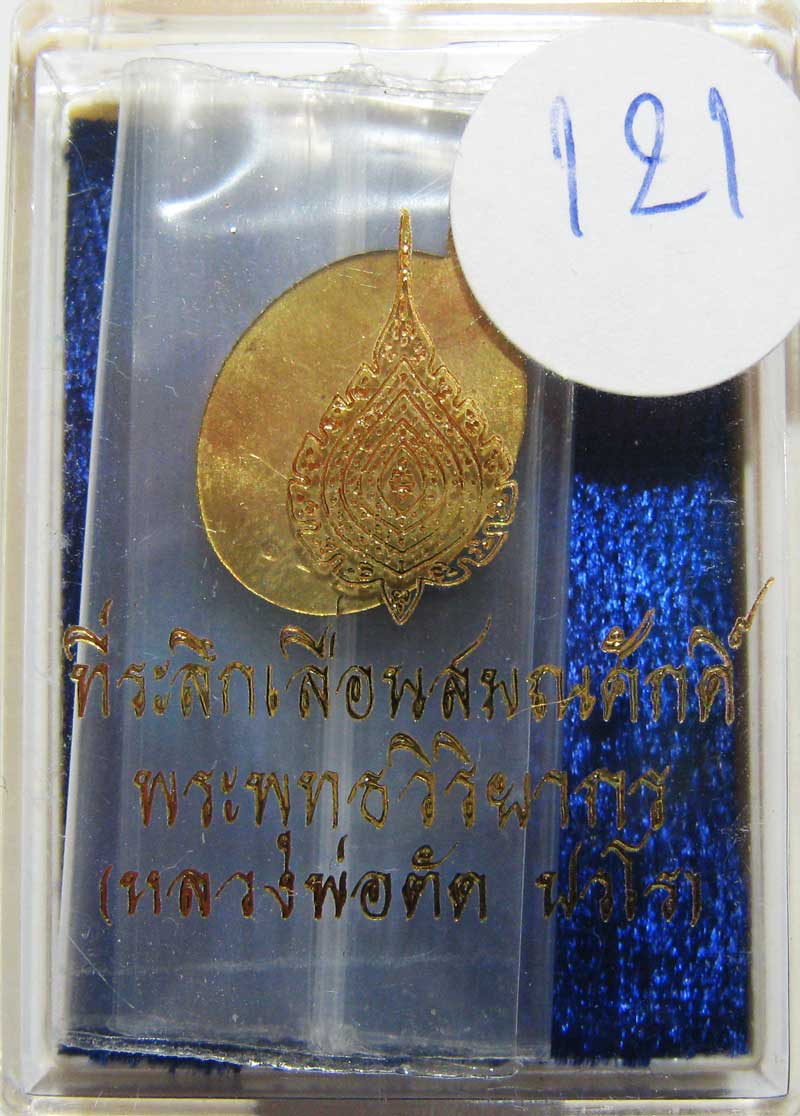 121
ที่ระลึกเลื่อนสมณศักดิ์
พระพุทธวิริยากร
(หลวงพ่อตัด ปวโร)